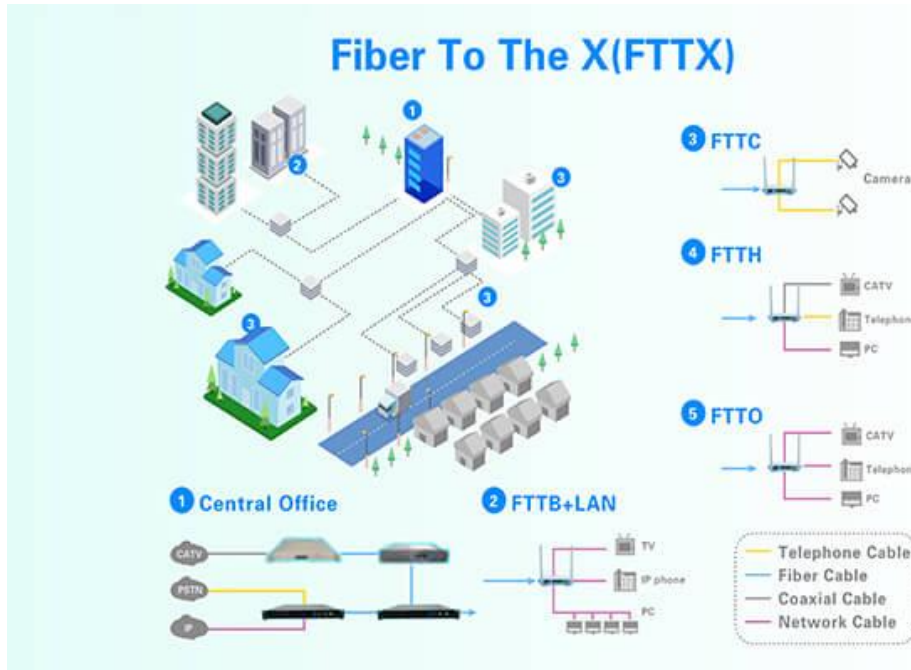 Fiber To The X(FTTX)
1
2
3
3
3
3 FTTC
Camera
4 FTTH
CATV
Telephon
PC
5 FTTO
CATV
Telephon
PC
1 Central Office
CATV
PSTN
IP
2 FTTB+LAN
TV
IP phone
PC
Telephone Cable
Fiber Cable
Coaxial Cable
Network Cable